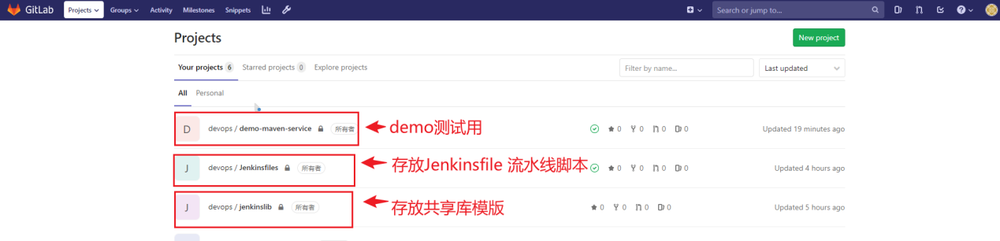 GitLab Projects Groups Activity Milestones Snippets Search or jump to...
Projects New project
Your projects 6 Starred projects 0 Explore projects Filter by name... Last updated
All Personal
D devops / demo-maven-service 所有者 demo测试用 0 0 0 0 Updated 19 minutes ago
J devops / Jenkinsfiles 所有者 存放Jenkinsfile 流水线脚本 0 0 0 0 Updated 4 hours ago
J devops / jenkinslib 所有者 存放共享库模版 0 0 0 0 Updated 5 hours ago